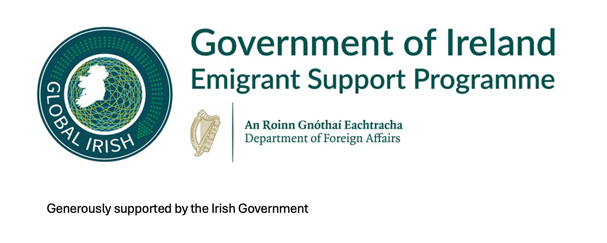 GLOBAL IRISH
Government of Ireland
Emigrant Support Programme
An Roinn Gnóthaí Eachtracha
Department of Foreign Affairs
Generously supported by the Irish Government